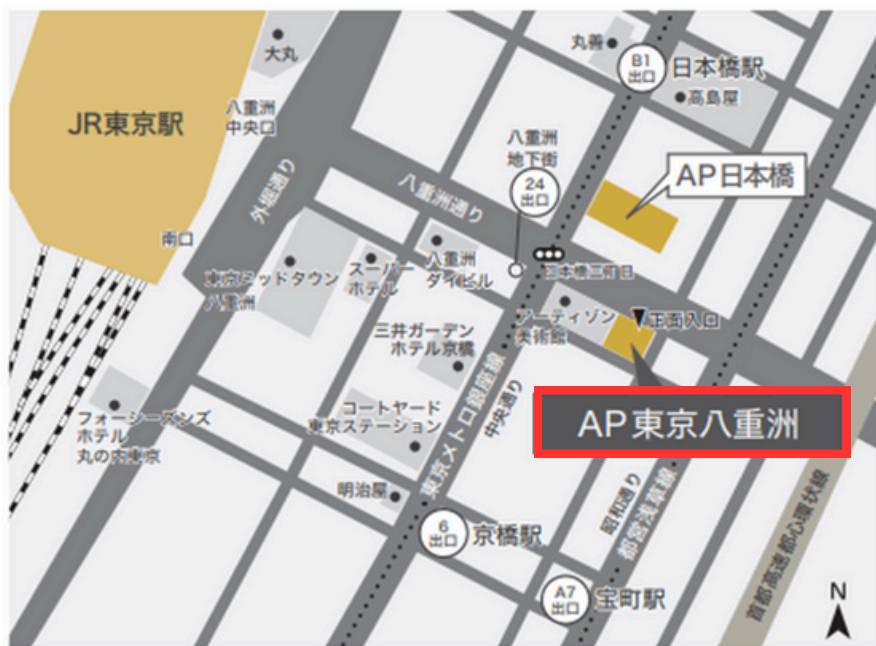 大丸
丸善
B1
出口
日本橋駅
高島屋
JR東京駅
八重洲
中央口
八重洲
地下街
24
出口
AP日本橋
外堀通り
八重洲通り
南口
東京ミッドタウン
八重洲
スーパー
ホテル
八重洲
ダイビル
日本橋三丁目
アーティゾン
美術館
正面入口
三井ガーデン
ホテル京橋
AP東京八重洲
フォーシーズンズ
ホテル
丸の内東京
コートヤード
東京ステーション
東京メトロ銀座線
中央通り
明治屋
6
出口
京橋駅
昭和通り
都営浅草線
首都高速都心環状線
A7
出口
宝町駅
N